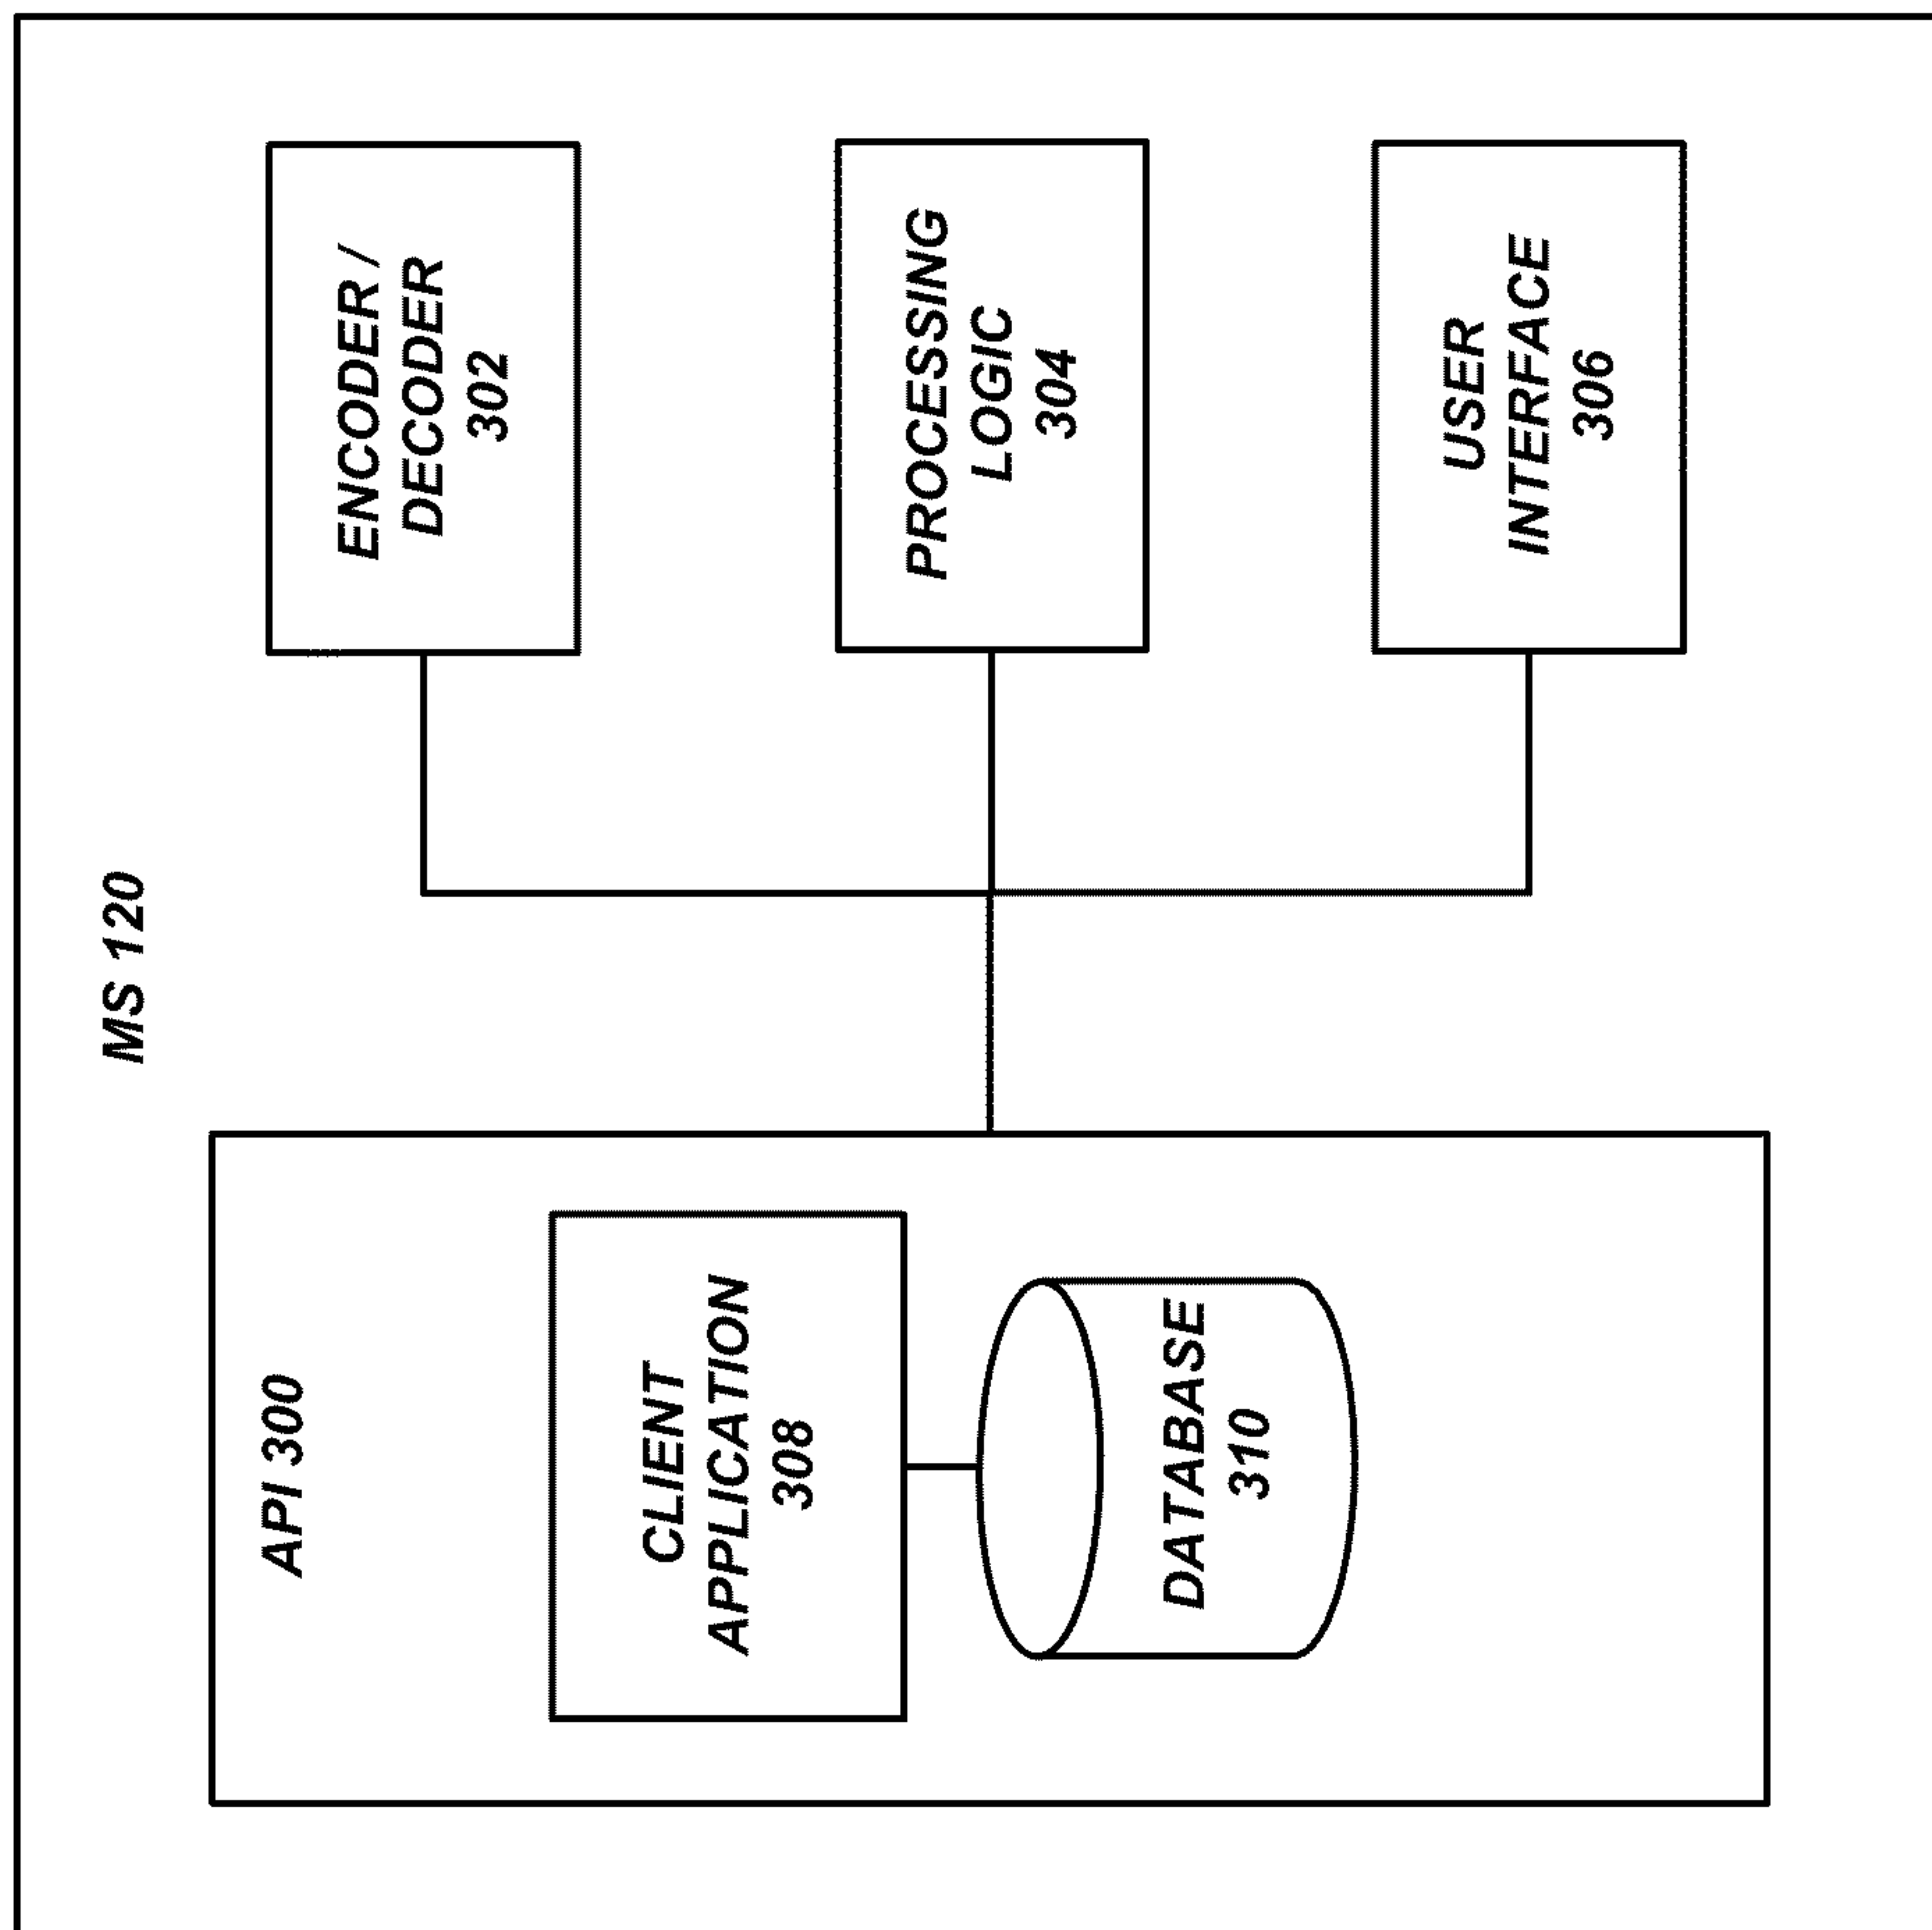 MS 120
API 300
CLIENT
APPLICATION
308
DATABASE
310
ENCODER /
DECODER
302
PROCESSING
LOGIC
304
USER
INTERFACE
306